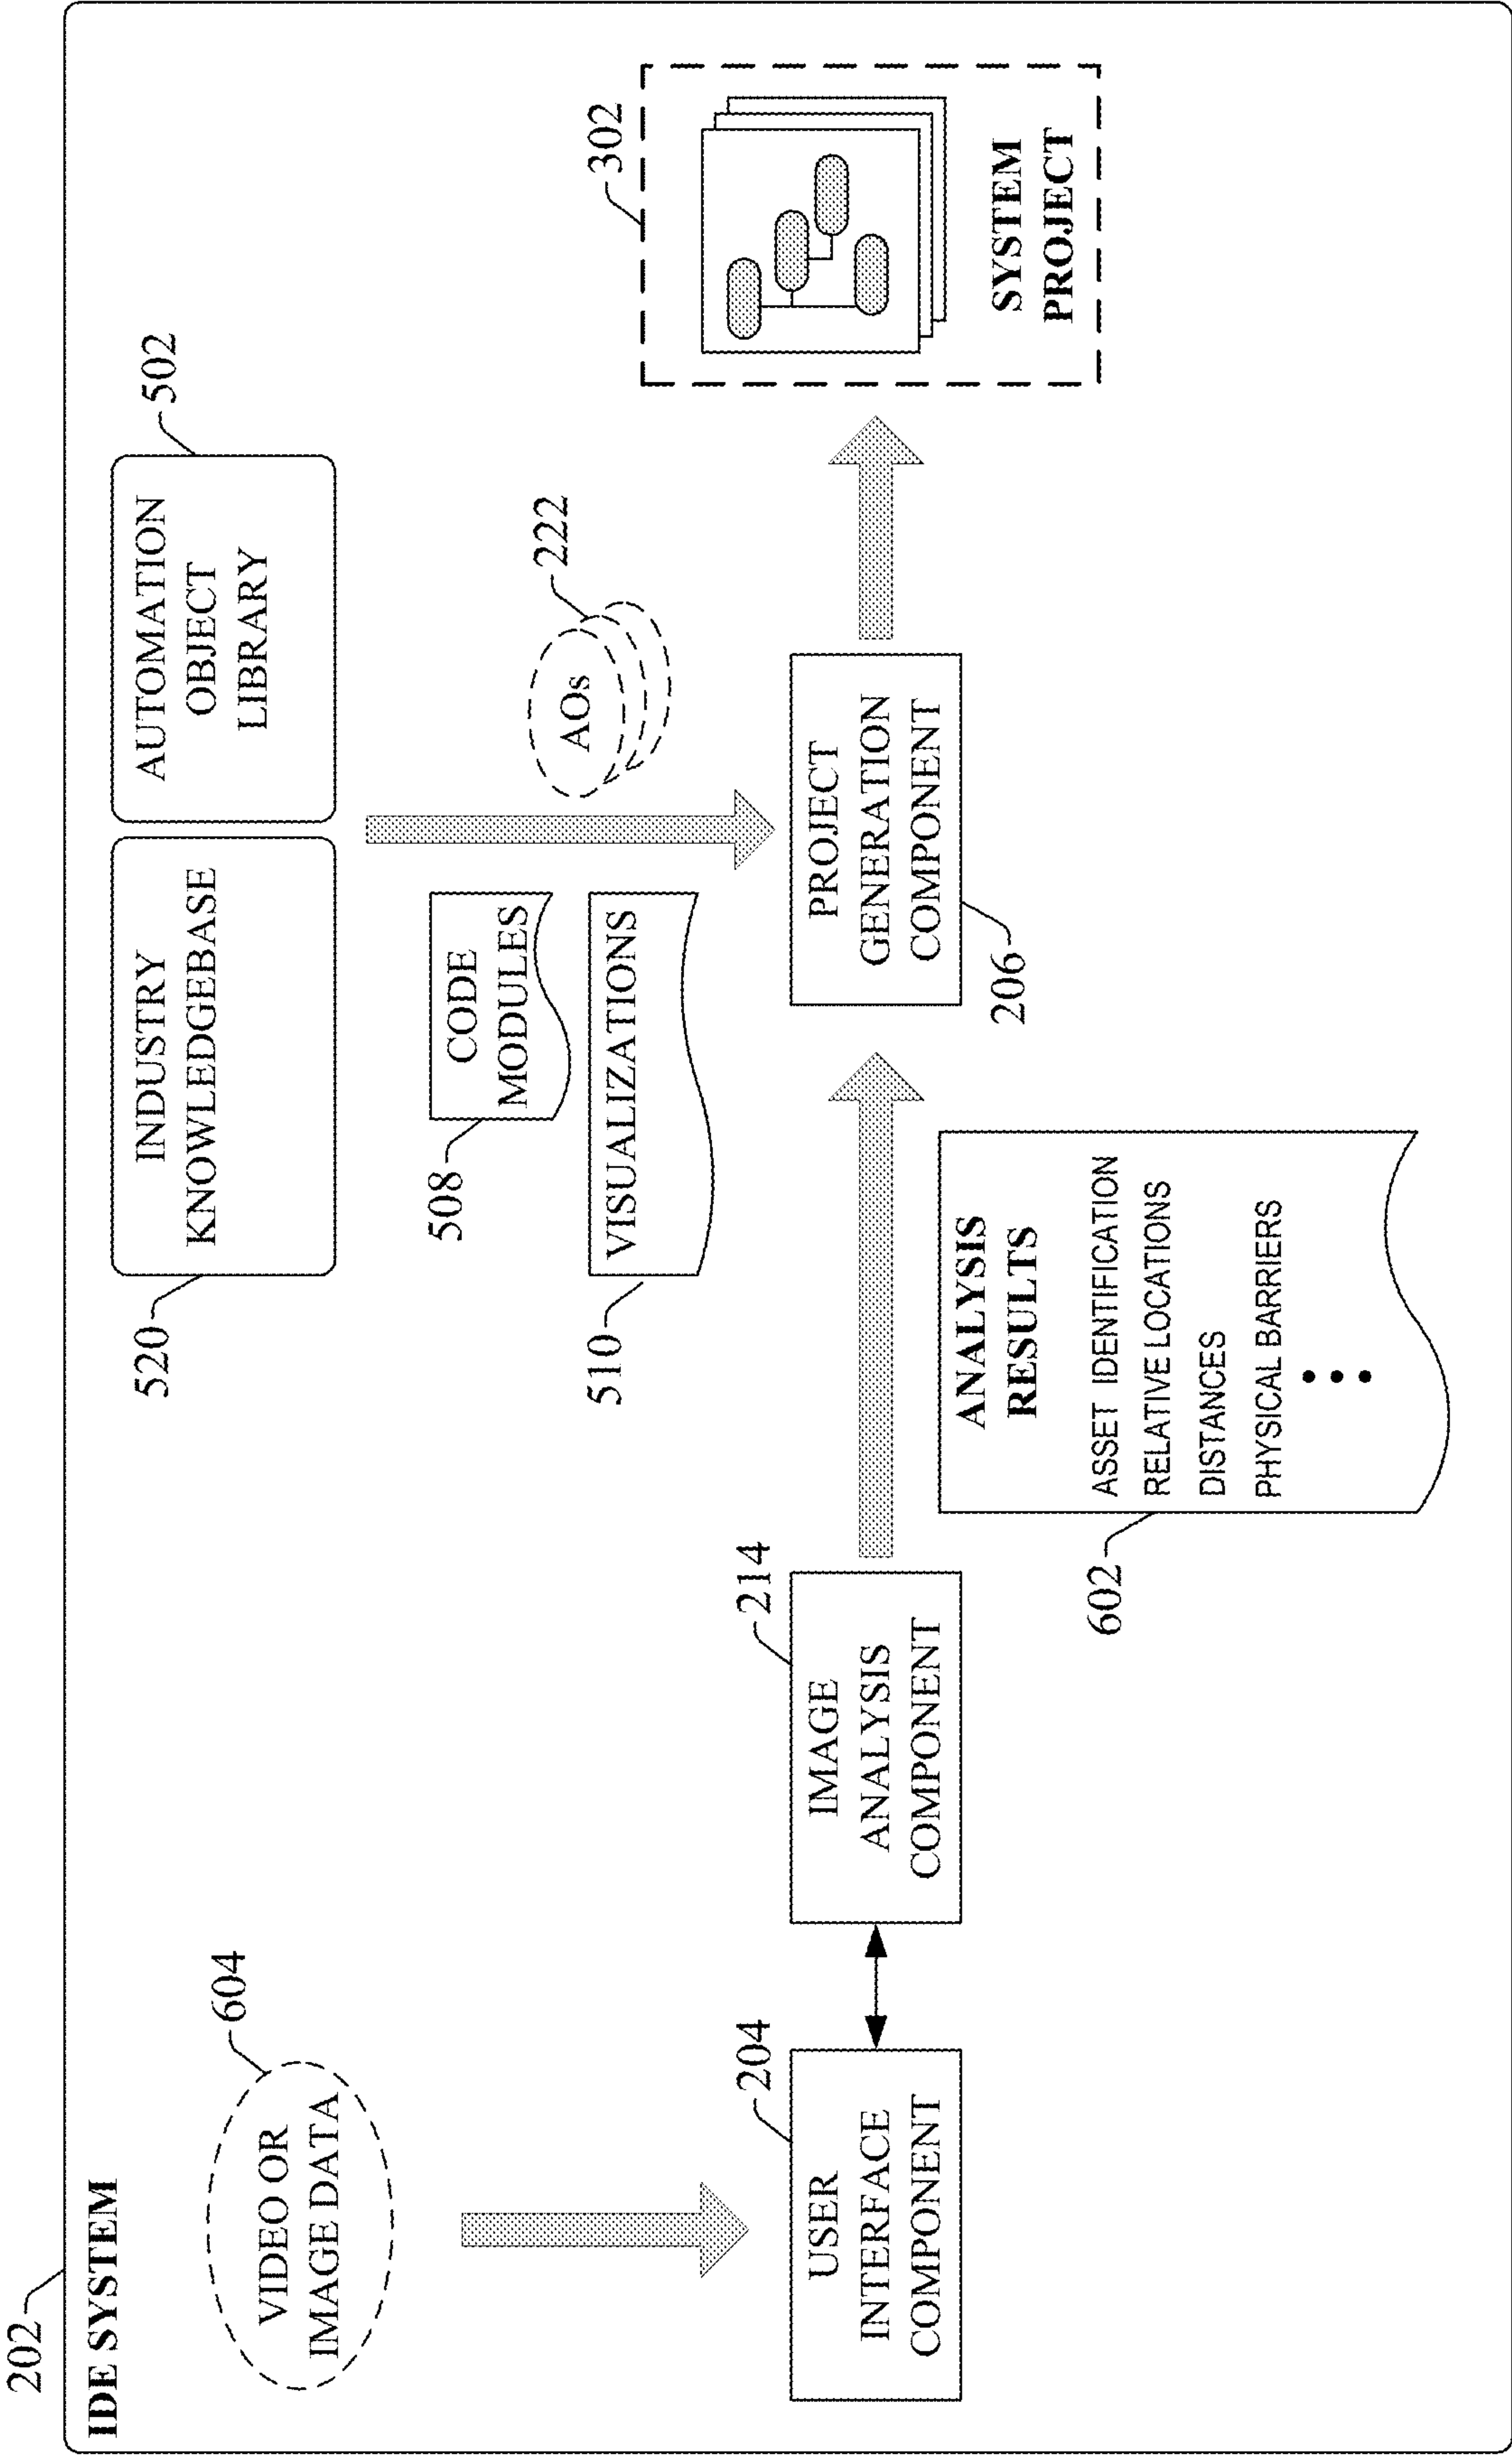 202
IDE SYSTEM
604
VIDEO OR
IMAGE DATA
204
USER
INTERFACE
COMPONENT
214
IMAGE
ANALYSIS
COMPONENT
602
ANALYSIS
RESULTS
ASSET IDENTIFICATION
RELATIVE LOCATIONS
DISTANCES
PHYSICAL BARRIERS
520
INDUSTRY
KNOWLEDGEBASE
502
AUTOMATION
OBJECT
LIBRARY
508
CODE
MODULES
510
VISUALIZATIONS
222
AOs
206
PROJECT
GENERATION
COMPONENT
302
SYSTEM
PROJECT